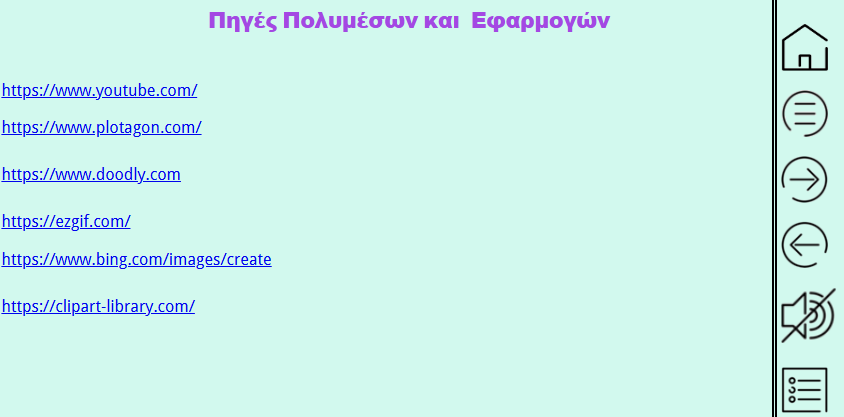 Πηγές Πολυμέσων και Εφαρμογών
https://www.youtube.com/
https://www.plotagon.com/
https://www.doodly.com
https://ezgif.com/
https://www.bing.com/images/create
https://clipart-library.com/